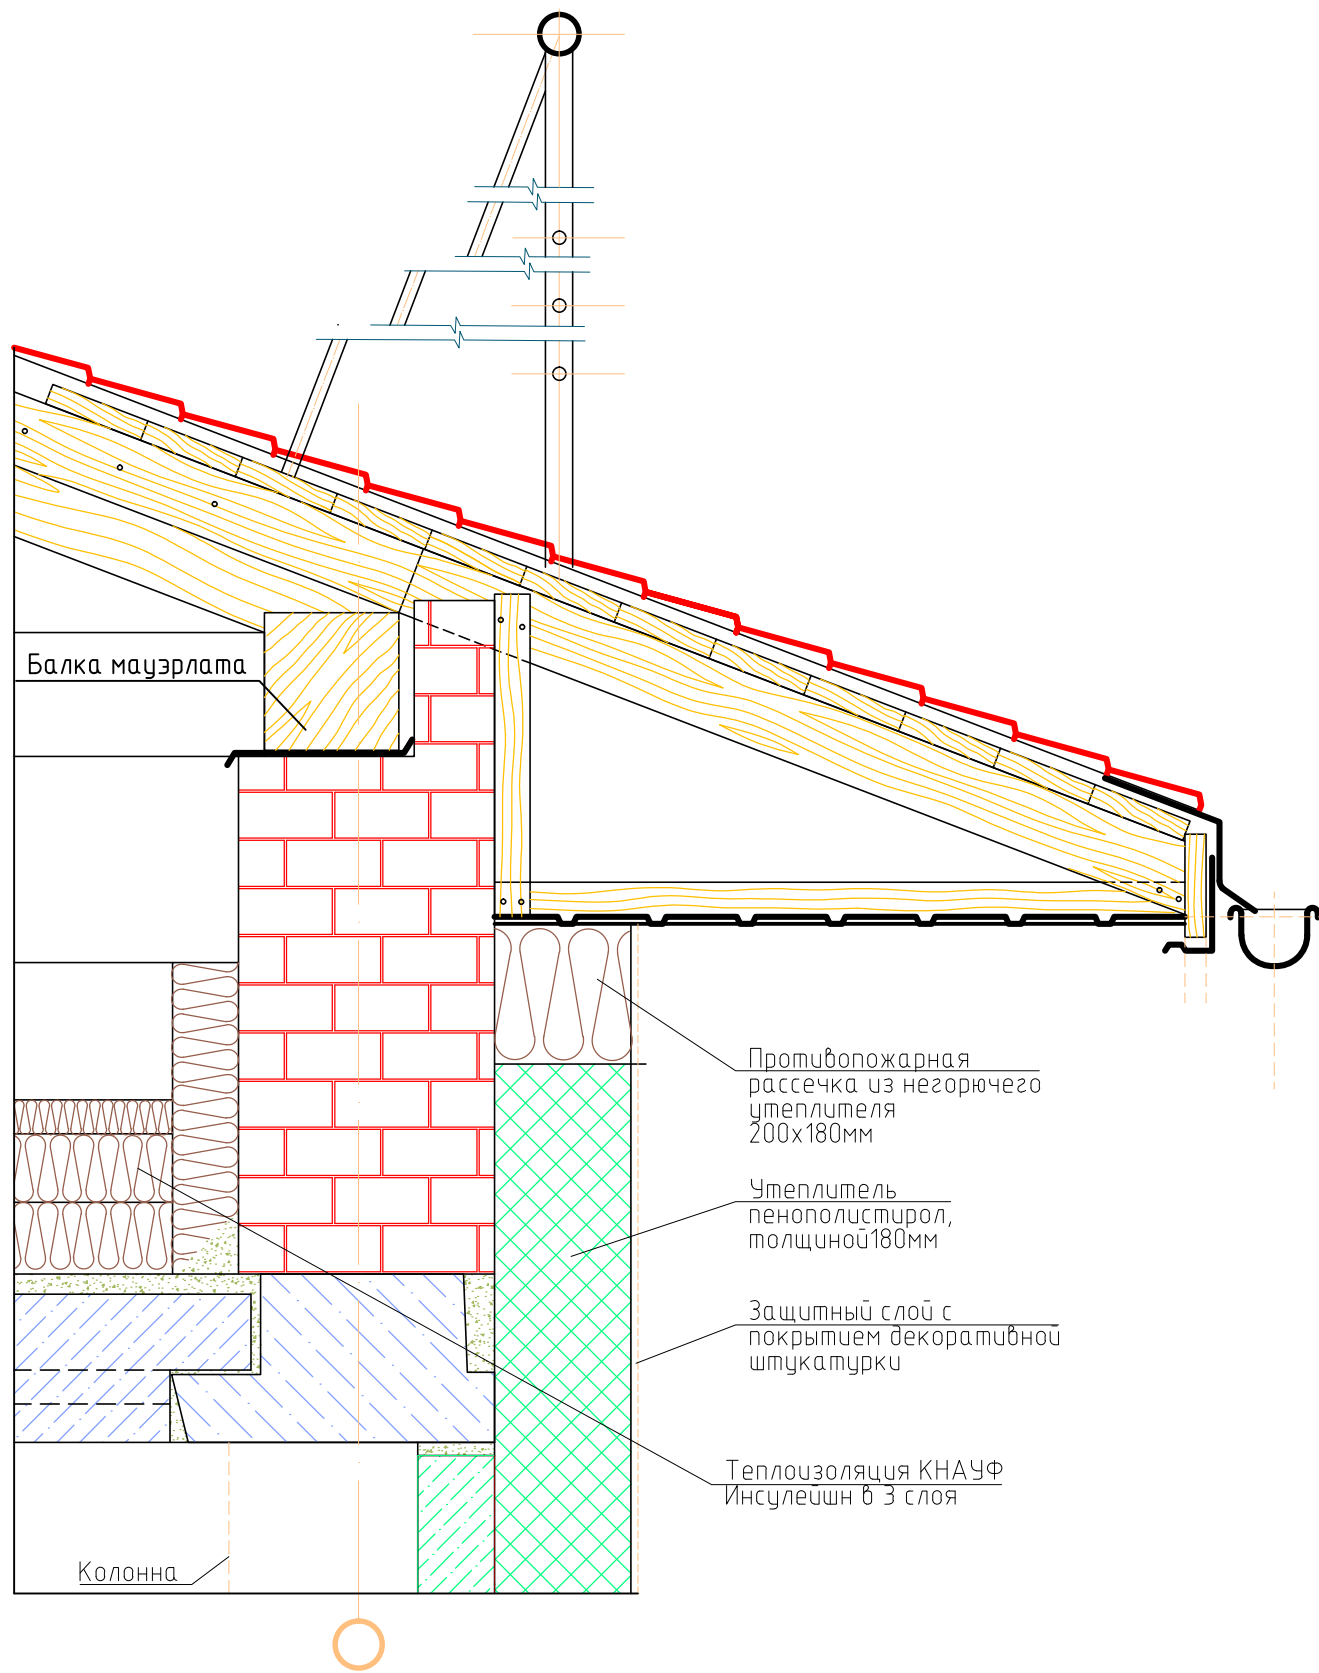 Балка мауэрлата
Противопожарная
рассечка из негорючего
утеплителя
200х180мм
Утеплитель
пенополистирол,
толщиной180мм
Защитный слой с
покрытием декоративной
штукатурки
Теплоизоляция КНАУФ
Инсулейшн в 3 слоя
Колонна